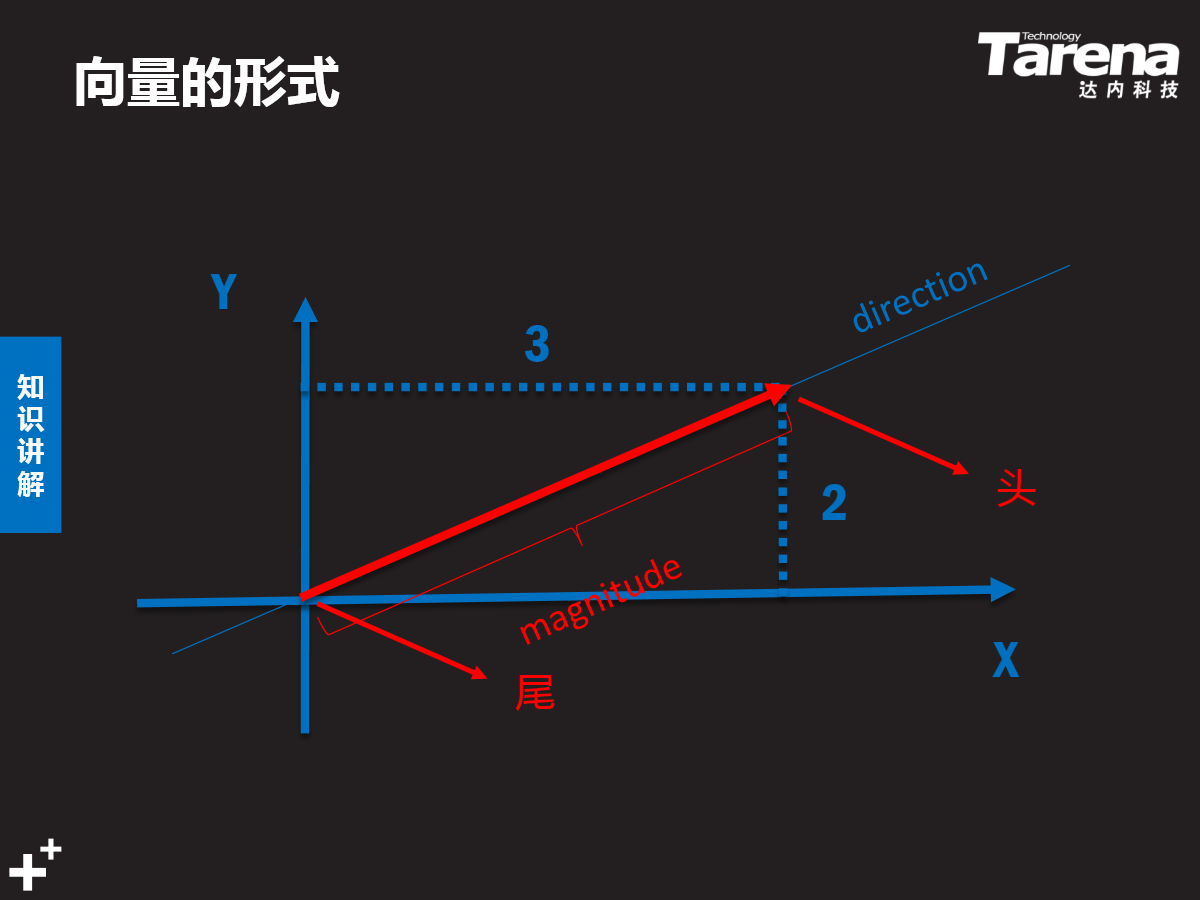 向量的形式
Technology
Tarena
达内科技
Y
direction
3
知识讲解
头
2
magnitude
X
尾